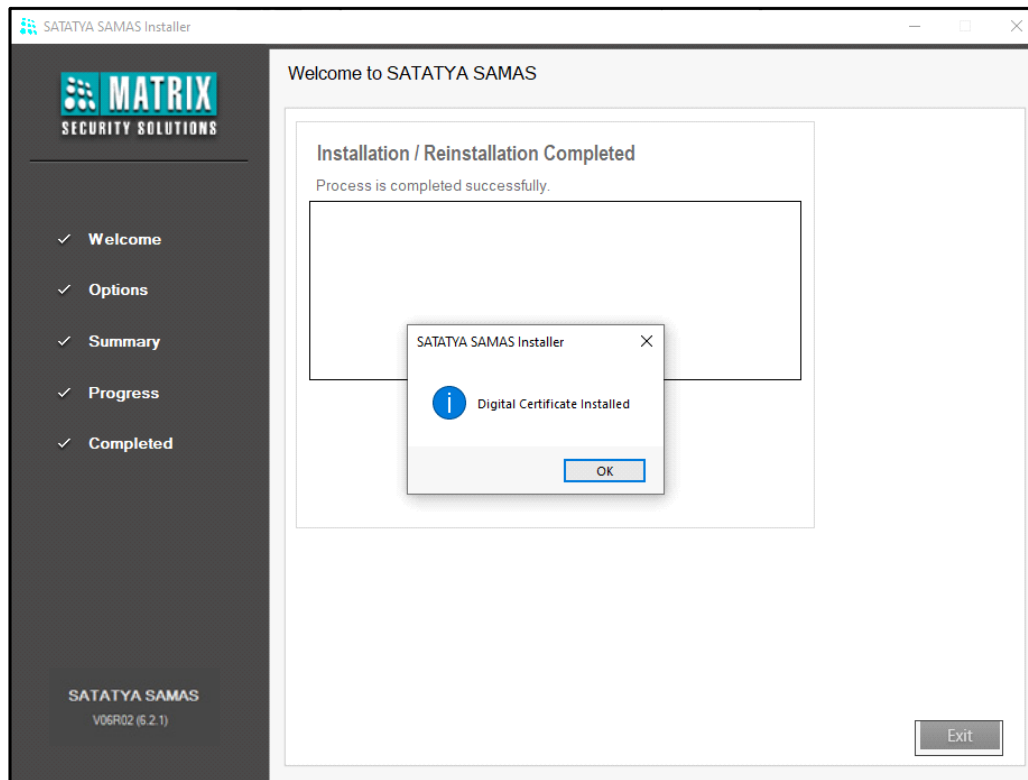 SATATYA SAMAS Installer
MATRIX
SECURITY SOLUTIONS
Welcome
Options
Summary
Progress
Completed
SATATYA SAMAS
V06R02 (6.2.1)
Welcome to SATATYA SAMAS
Installation / Reinstallation Completed
Process is completed successfully.
SATATYA SAMAS Installer
Digital Certificate Installed
OK
Exit